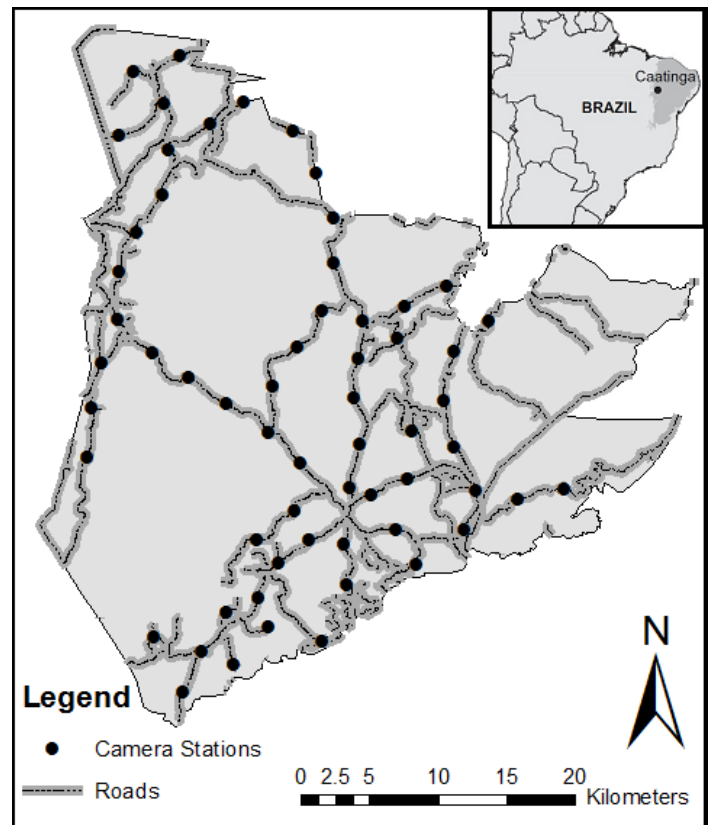 Caatinga
BRAZIL
N
Legend
Camera Stations
Roads
0 2.5 5 10 15 20
Kilometers